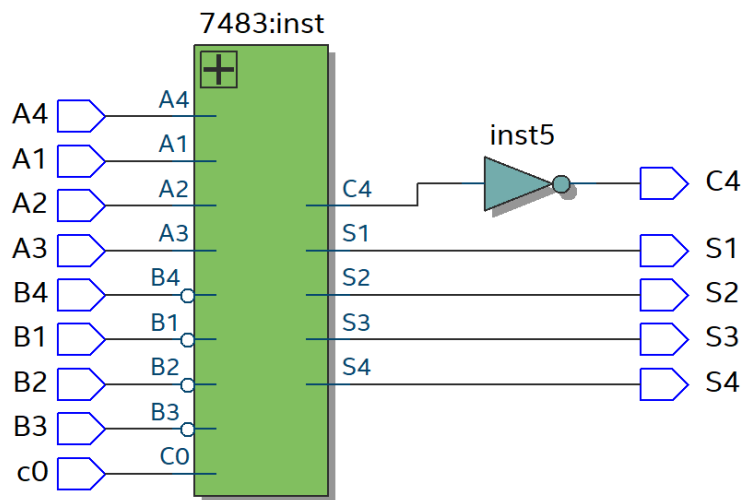 7483:inst
A4
A1
A2
A3
B4
B1
B2
B3
c0
A4
A1
A2
A3
B4
B1
B2
B3
C0
C4
S1
S2
S3
S4
inst5
C4
S1
S2
S3
S4